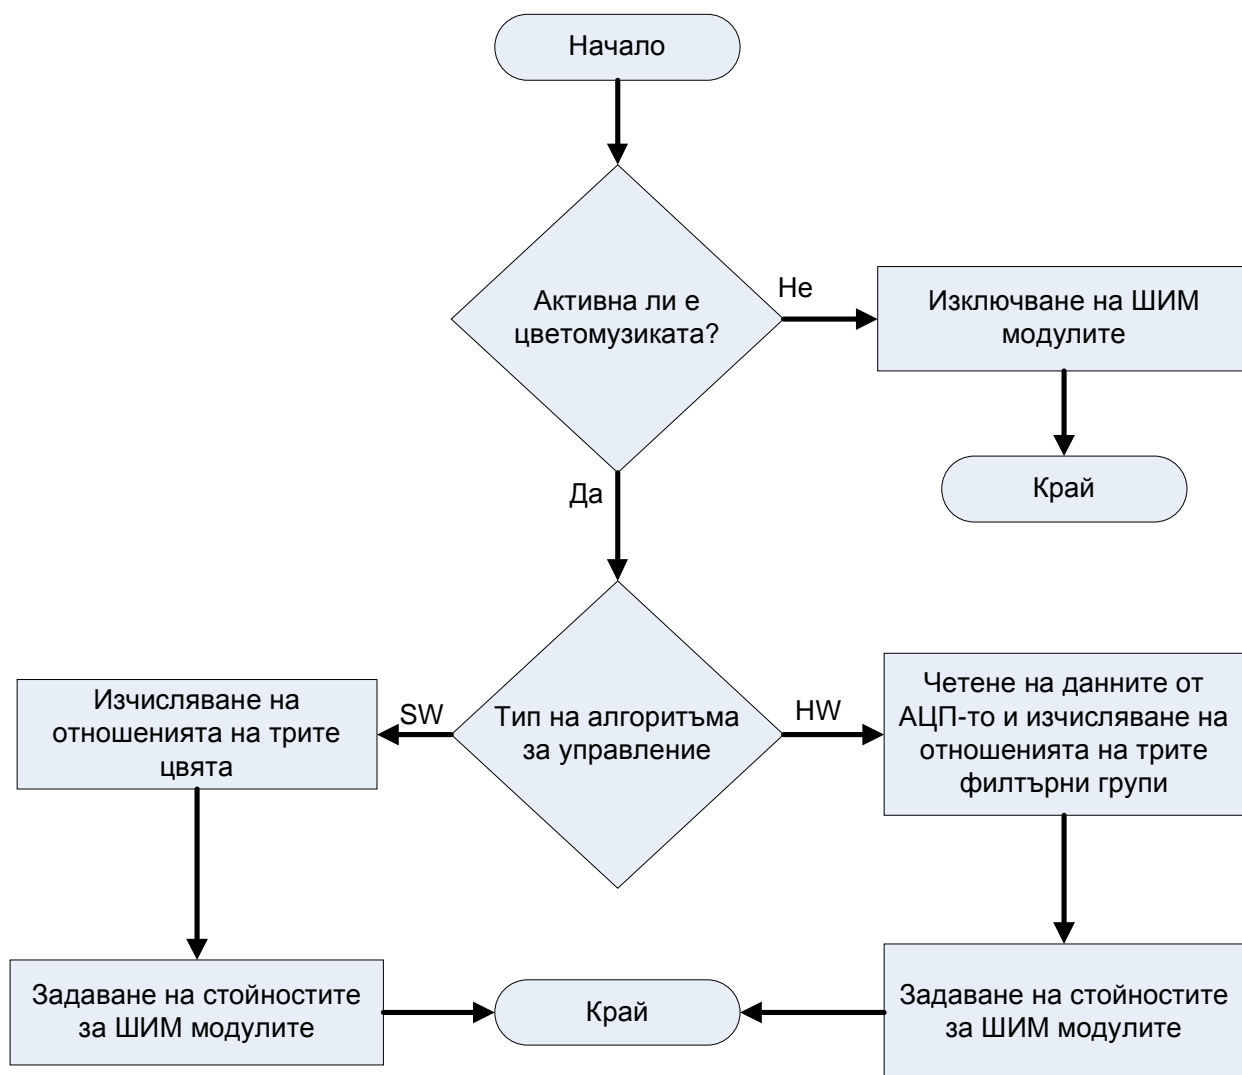 Начало
Активна ли е
цветомузиката?
Не
Изключване на ШИМ
модулите
Край
Да
Тип на алгоритъма
за управление
SW
HW
Изчисляване на
отношенията на трите
цвята
Четене на данните от
АЦП-то и изчисляване на
отношенията на трите
филтърни групи
Задаване на стойностите
за ШИМ модулите
Край
Задаване на стойностите
за ШИМ модулите